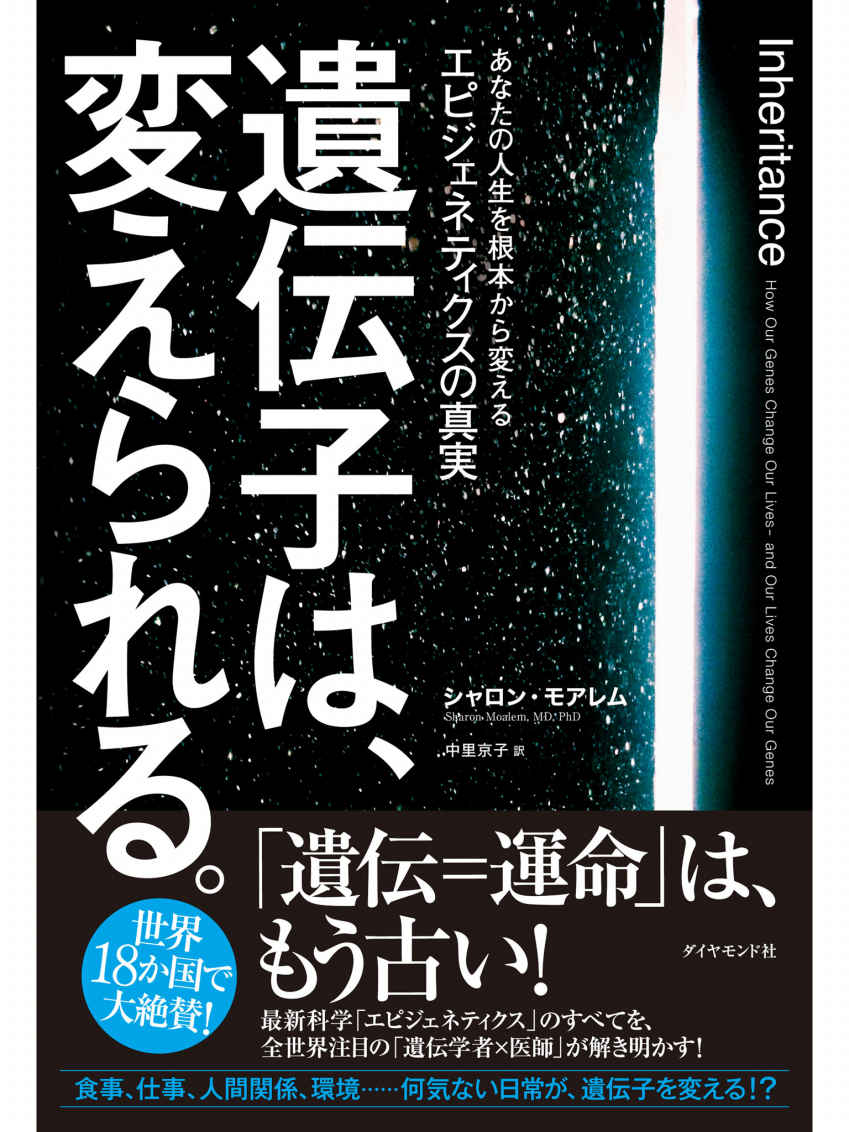 Inheritance
How Our Genes Change Our Lives– and Our Lives Change Our Genes
あなたの人生を根本から変える
エピジェネティクスの真実
遺伝子は、
変えられる。
シャロン・モアレム
Sharon Moalem, MD, PhD
中里京子 訳
「遺伝=運命」は、
もう古い!
ダイヤモンド社
世界
18か国で
大絶賛!
最新科学「エピジェネティクス」のすべてを、
全世界注目の「遺伝学者×医師」が解き明かす!
食事、仕事、人間関係、環境……何気ない日常が、遺伝子を変える!?